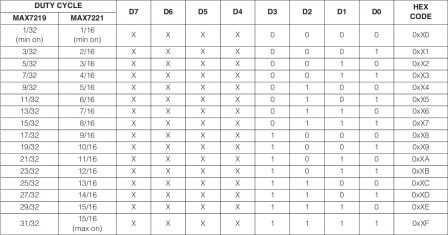 DUTY CYCLE D7 D6 D5 D4 D3 D2 D1 D0 HEX CODE
MAX7219 MAX7221
1/32 (min on) 1/16 (min on) X X X X 0 0 0 0 0xX0
3/32 2/16 X X X X 0 0 0 1 0xX1
5/32 3/16 X X X X 0 0 1 0 0xX2
7/32 4/16 X X X X 0 0 1 1 0xX3
9/32 5/16 X X X X 0 1 0 0 0xX4
11/32 6/16 X X X X 0 1 0 1 0xX5
13/32 7/16 X X X X 0 1 1 0 0xX6
15/32 8/16 X X X X 0 1 1 1 0xX7
17/32 9/16 X X X X 1 0 0 0 0xX8
19/32 10/16 X X X X 1 0 0 1 0xX9
21/32 11/16 X X X X 1 0 1 0 0xXA
23/32 12/16 X X X X 1 0 1 1 0xXB
25/32 13/16 X X X X 1 1 0 0 0xXC
27/32 14/16 X X X X 1 1 0 1 0xXD
29/32 15/16 X X X X 1 1 1 0 0xXE
31/32 15/16 (max on) X X X X 1 1 1 1 0xXF